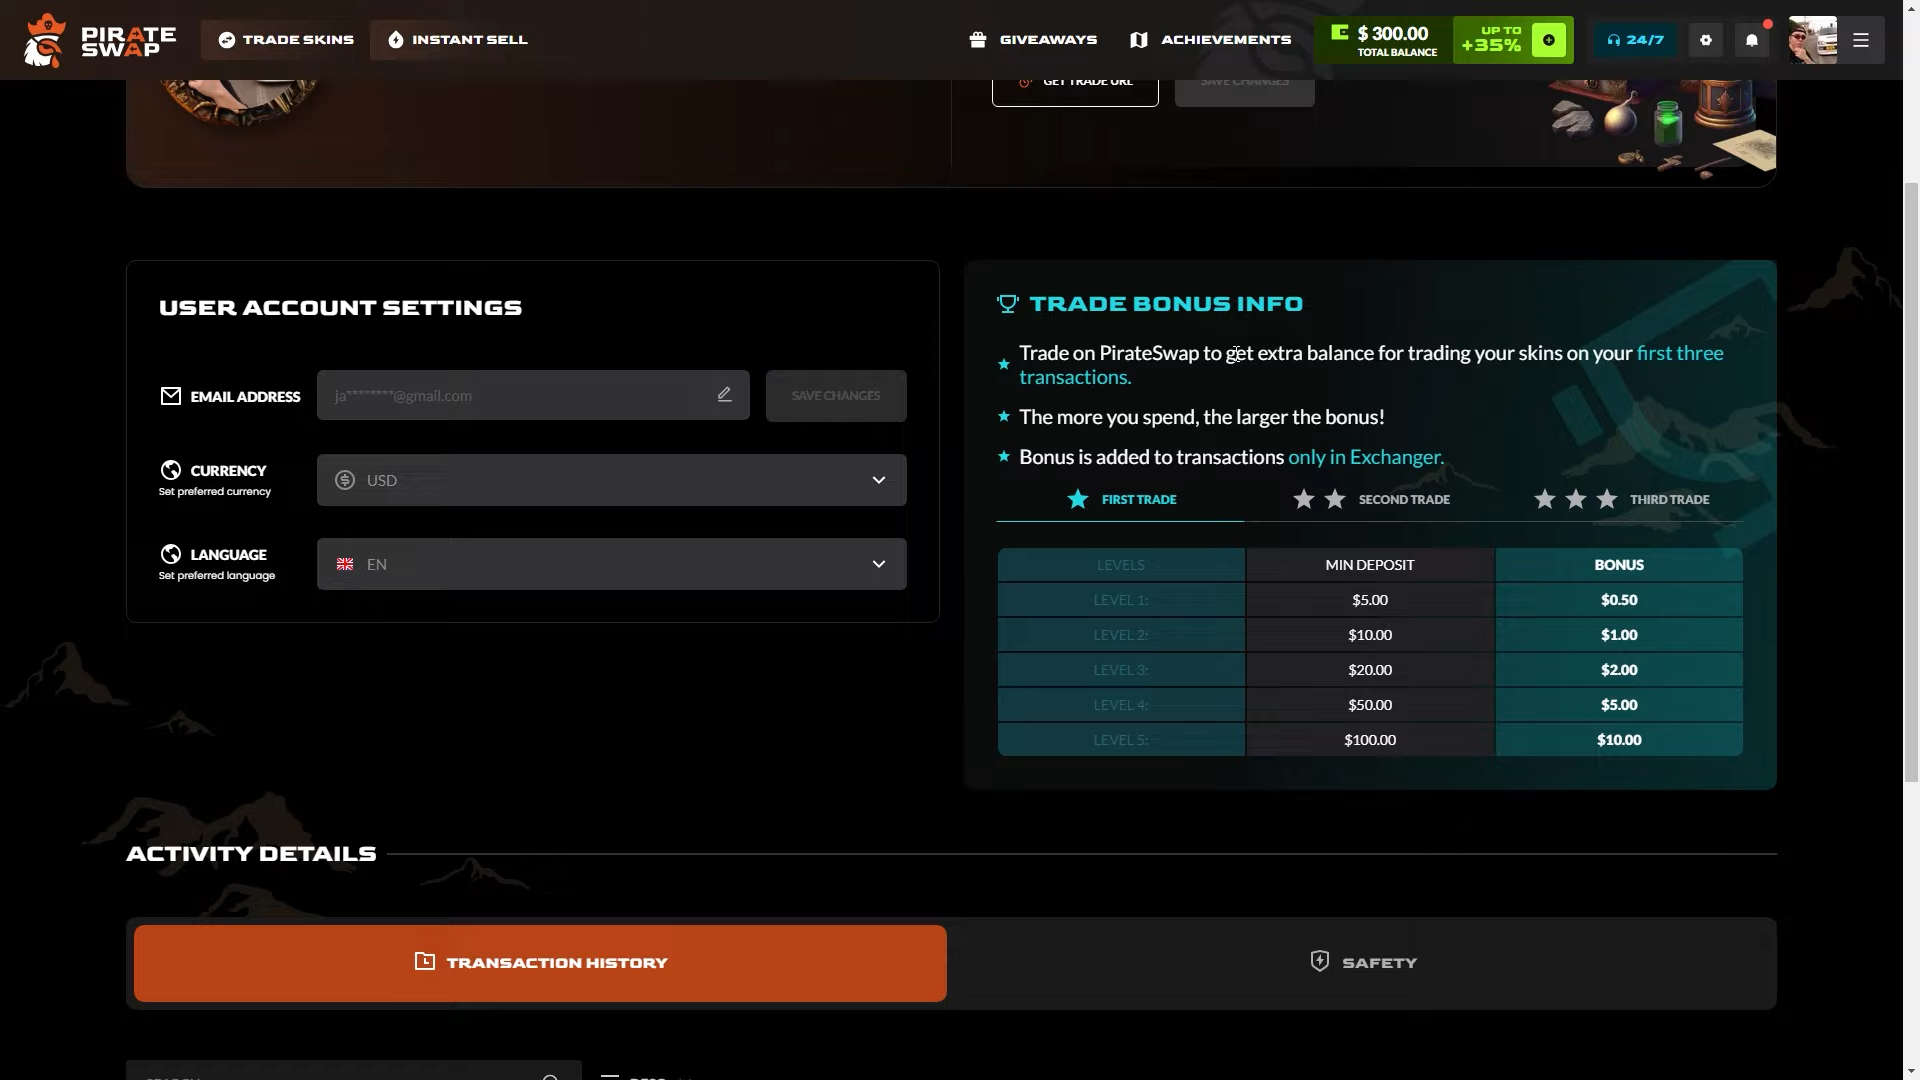 PIRATE
SWAP
TRADE SKINS
INSTANT SELL
GIVEAWAYS
ACHIEVEMENTS
$ 300.00
TOTAL BALANCE
UP TO
+35%
24/7
GET TRADE URL
SAVE CHANGES
USER ACCOUNT SETTINGS
EMAIL ADDRESS
ja********@gmail.com
SAVE CHANGES
CURRENCY
Set preferred currency
USD
LANGUAGE
Set preferred language
EN
TRADE BONUS INFO
Trade on PirateSwap to get extra balance for trading your skins on your first three
transactions.
The more you spend, the larger the bonus!
Bonus is added to transactions only in Exchanger.
FIRST TRADE
SECOND TRADE
THIRD TRADE
LEVELS MIN DEPOSIT BONUS
LEVEL 1: $5.00 $0.50
LEVEL 2: $10.00 $1.00
LEVEL 3: $20.00 $2.00
LEVEL 4: $50.00 $5.00
LEVEL 5: $100.00 $10.00
ACTIVITY DETAILS
TRANSACTION HISTORY
SAFETY